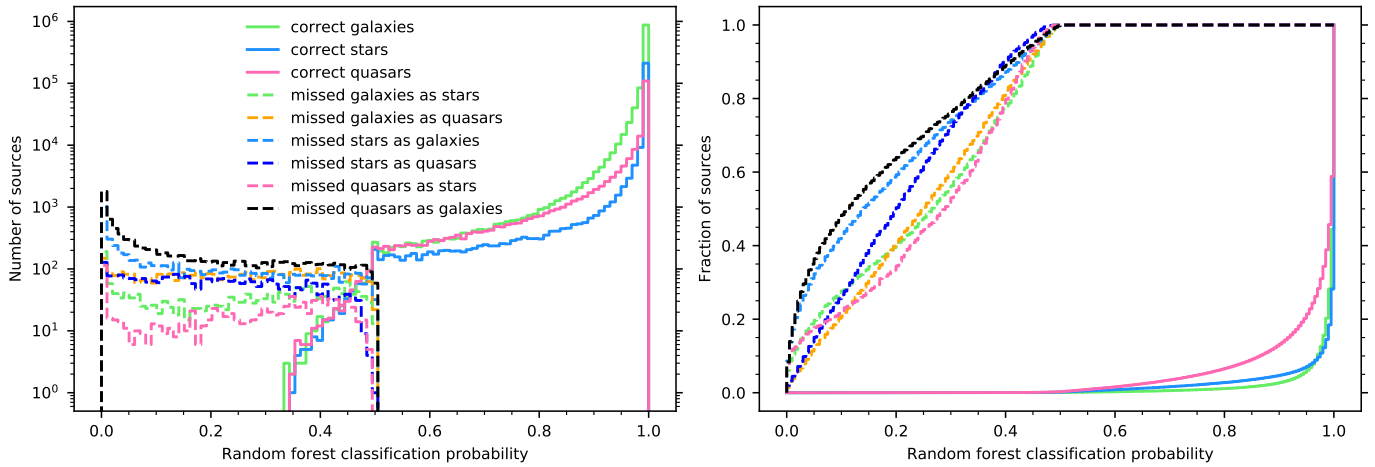 10⁶
10⁵
10⁴
10³
10²
10¹
10⁰
Number of sources
correct galaxies
correct stars
correct quasars
missed galaxies as stars
missed galaxies as quasars
missed stars as galaxies
missed stars as quasars
missed quasars as stars
missed quasars as galaxies
0.0 0.2 0.4 0.6 0.8 1.0
Random forest classification probability
1.0
0.8
0.6
0.4
0.2
0.0
Fraction of sources
0.0 0.2 0.4 0.6 0.8 1.0
Random forest classification probability